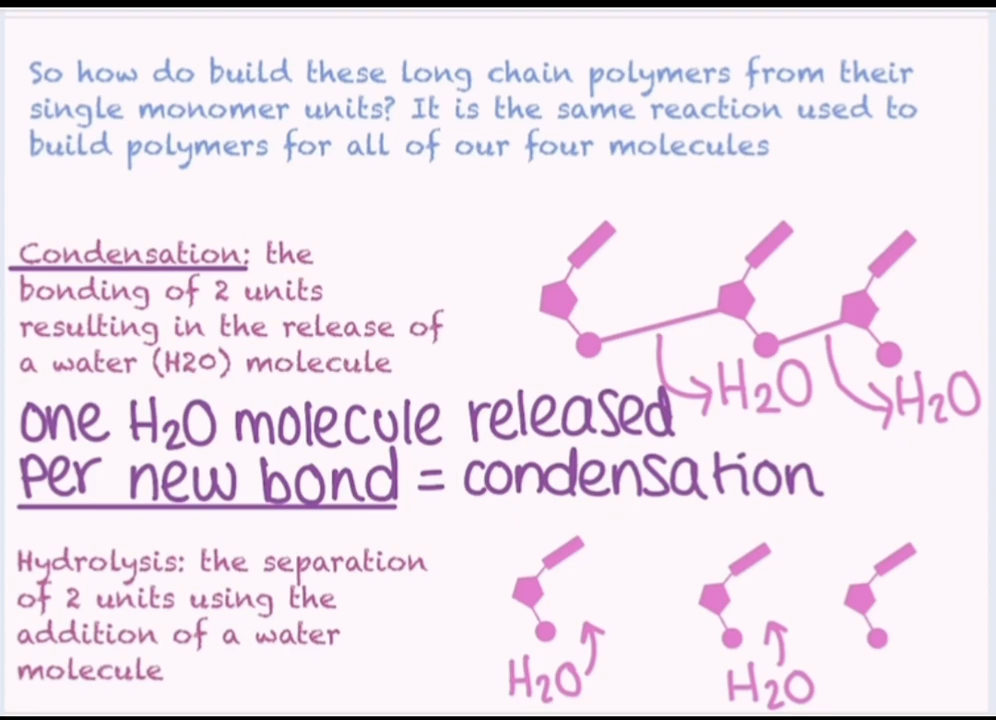 So how do build these long chain polymers from their
single monomer units? It is the same reaction used to
build polymers for all of our four molecules
Condensation: the
bonding of 2 units
resulting in the release of
a water (H2O) molecule
H2O
H2O
one H2O molecule released
per new bond = condensation
Hydrolysis: the separation
of 2 units using the
addition of a water
molecule
H2O
H2O